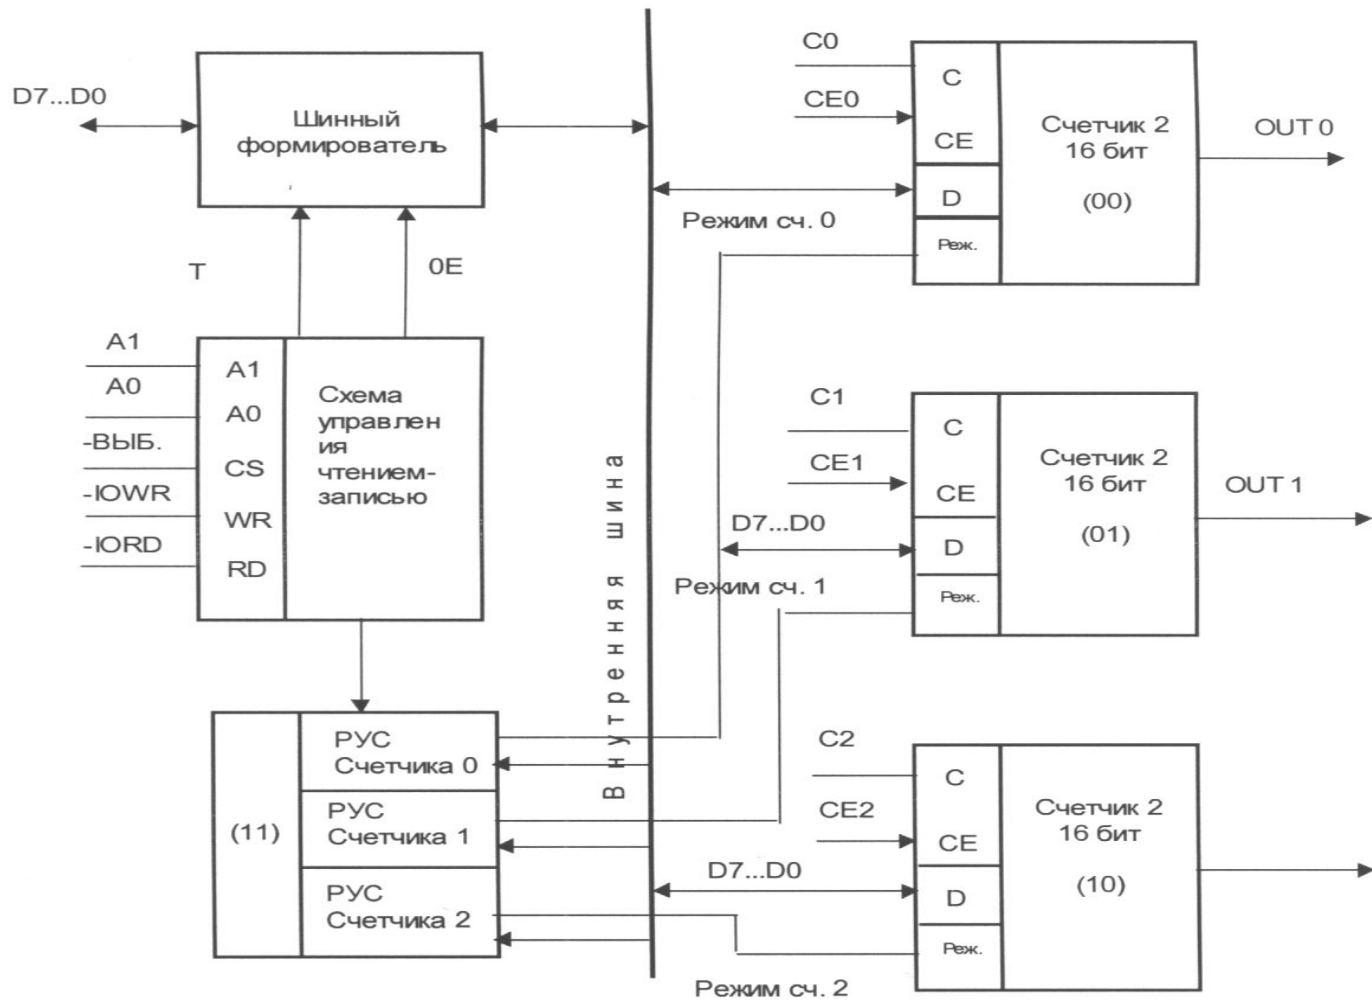 D7...D0
Шинный
формирователь
T
0E
A1
A0
-ВЫБ.
-IOWR
-IORD
A1
A0
CS
WR
RD
Схема
управлен
ия
чтением-
записью
(11)
РУС
Счетчика 0
РУС
Счетчика 1
РУС
Счетчика 2
Внутренняя шина
C0
CE0
C
CE
D
Реж.
Счетчик 2
16 бит
(00)
OUT 0
Режим сч. 0
C1
CE1
D7...D0
C
CE
D
Реж.
Счетчик 2
16 бит
(01)
OUT 1
Режим сч. 1
C2
CE2
D7...D0
C
CE
D
Реж.
Счетчик 2
16 бит
(10)
Режим сч. 2